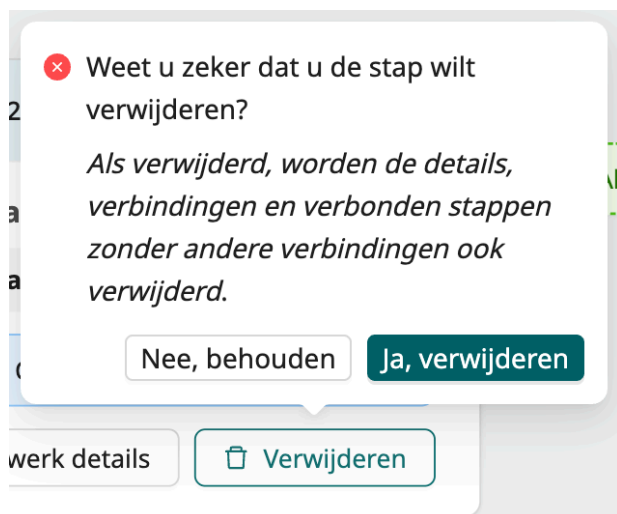 Weet u zeker dat u de stap wilt
verwijderen?
Als verwijderd, worden de details,
verbindingen en verbonden stappen
zonder andere verbindingen ook
verwijderd.
Nee, behouden
Ja, verwijderen
werk details
Verwijderen